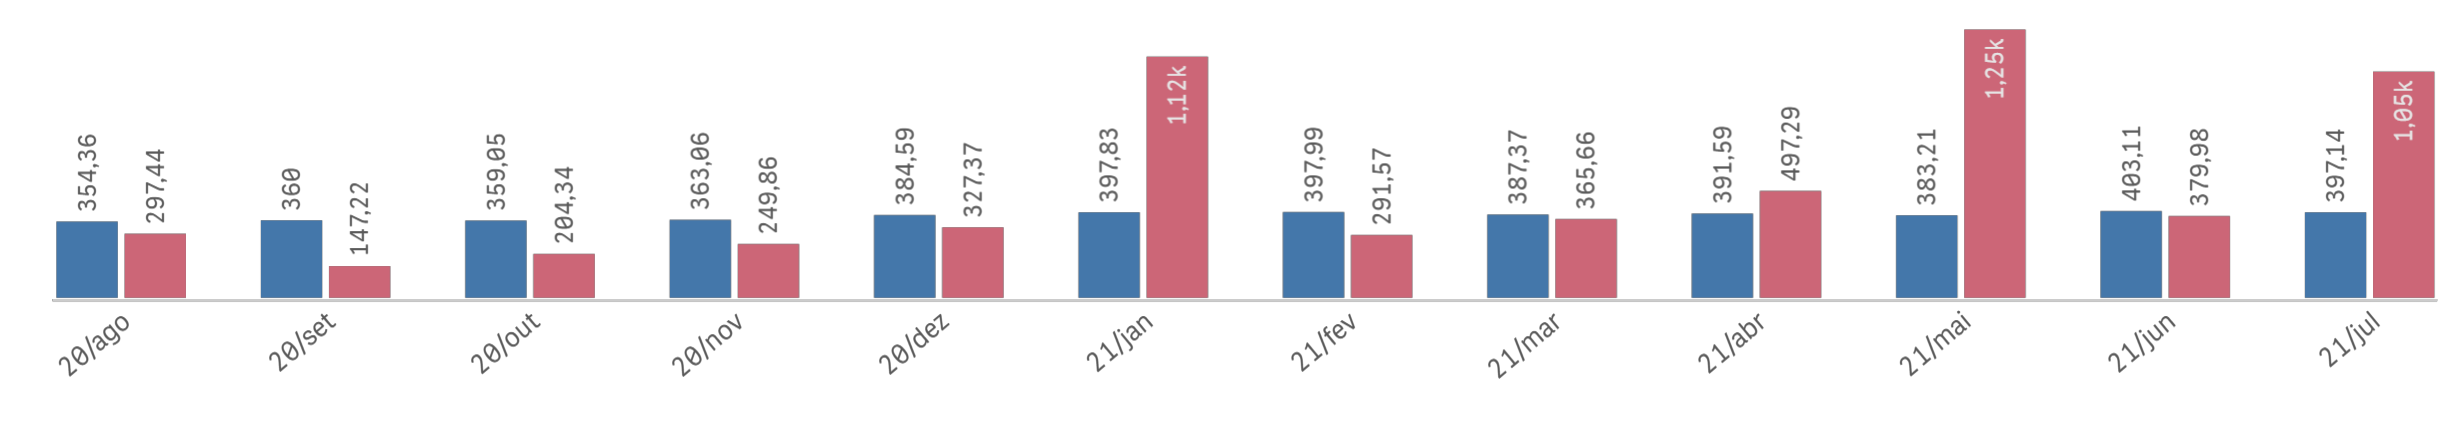 354,36
297,44
360
147,22
359,05
204,34
363,06
249,86
384,59
327,37
397,83
1,12k
397,99
291,57
387,37
365,66
391,59
497,29
383,21
1,25k
403,11
379,98
397,14
1,05k
20/ago
20/set
20/out
20/nov
20/dez
21/jan
21/fev
21/mar
21/abr
21/mai
21/jun
21/jul